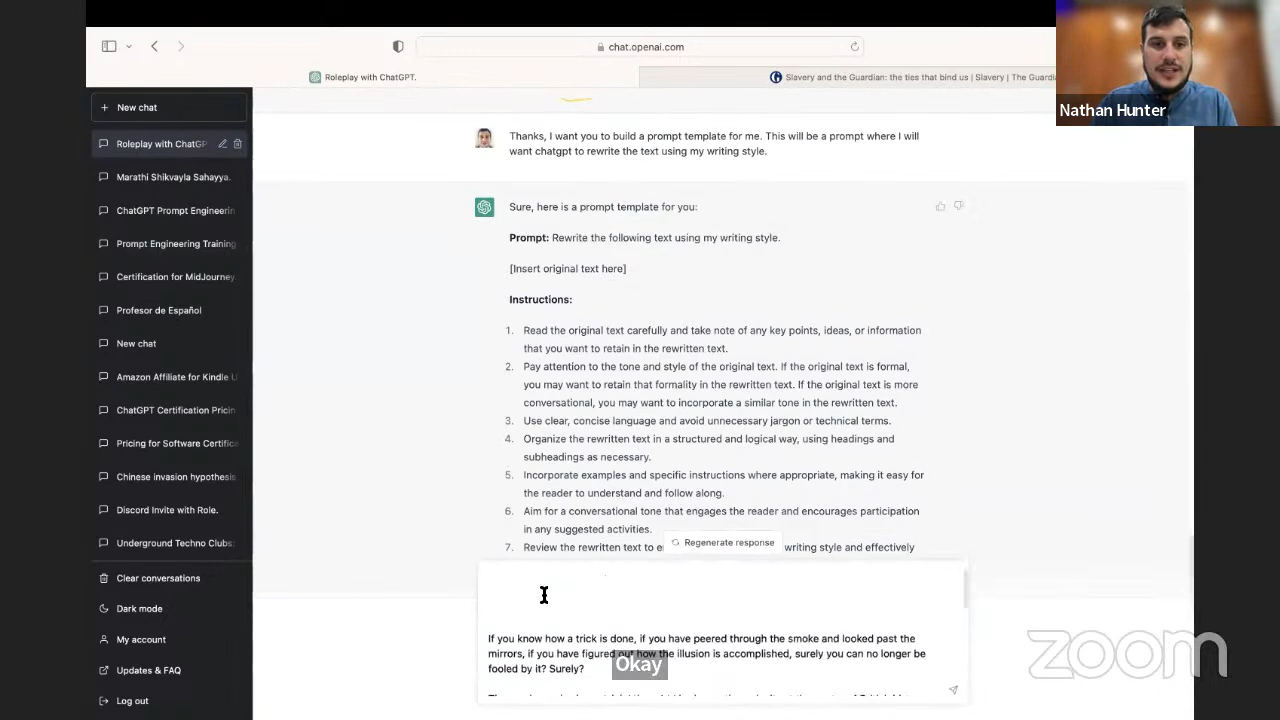 chat.openai.com
Roleplay with ChatGPT.
Slavery and the Guardian: the ties that bind us | Slavery | The Guardia
Nathan Hunter
New chat
Roleplay with ChatGP
Marathi Shikvayla Sahayya.
ChatGPT Prompt Engineerin
Prompt Engineering Training
Certification for MidJourney.
Profesor de Español
New chat
Amazon Affiliate for Kindle U
ChatGPT Certification Pricin
Pricing for Software Certifica
Chinese invasion hypothesis
Discord Invite with Role.
Underground Techno Clubs:
Clear conversations
Dark mode
My account
Updates & FAQ
Log out
Thanks, I want you to build a prompt template for me. This will be a prompt where I will
want chatgpt to rewrite the text using my writing style.
Sure, here is a prompt template for you:
Prompt: Rewrite the following text using my writing style.
[Insert original text here]
Instructions:
1. Read the original text carefully and take note of any key points, ideas, or information
that you want to retain in the rewritten text.
2. Pay attention to the tone and style of the original text. If the original text is formal,
you may want to retain that formality in the rewritten text. If the original text is more
conversational, you may want to incorporate a similar tone in the rewritten text.
3. Use clear, concise language and avoid unnecessary jargon or technical terms.
4. Organize the rewritten text in a structured and logical way, using headings and
subheadings as necessary.
5. Incorporate examples and specific instructions where appropriate, making it easy for
the reader to understand and follow along.
6. Aim for a conversational tone that engages the reader and encourages participation
in any suggested activities.
7. Review the rewritten text to writing style and effectively
Regenerate response
If you know how a trick is done, if you have peered through the smoke and looked past the
mirrors, if you have figured out how the illusion is accomplished, surely you can no longer be
fooled by it? Surely?
Okay
zoom